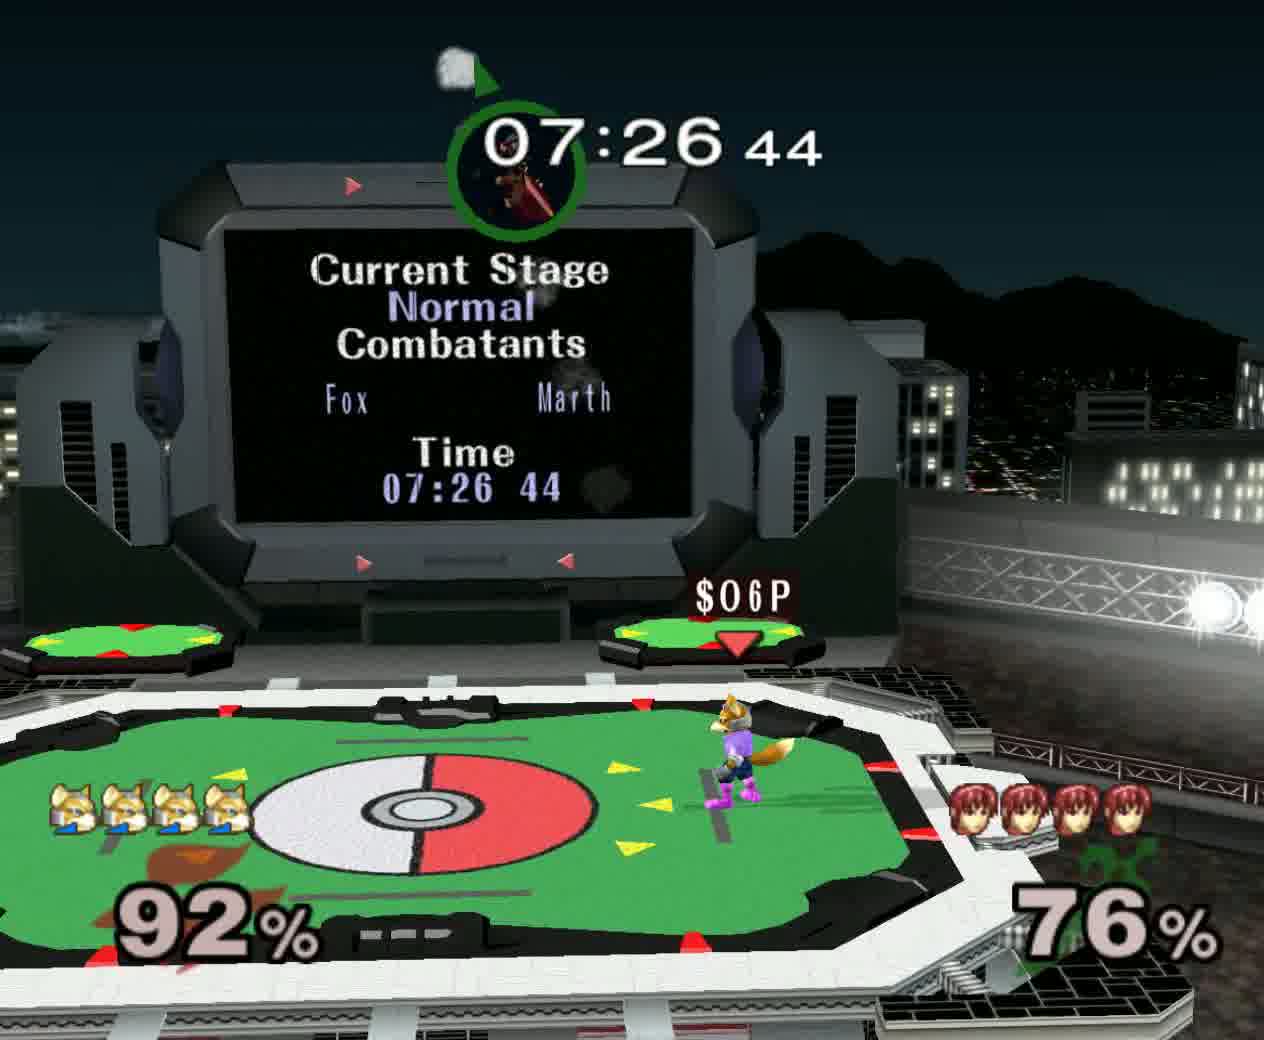 07:26 44
Current Stage
Normal
Combatants
Fox Marth
Time
07:26 44
$06P
92%
76%